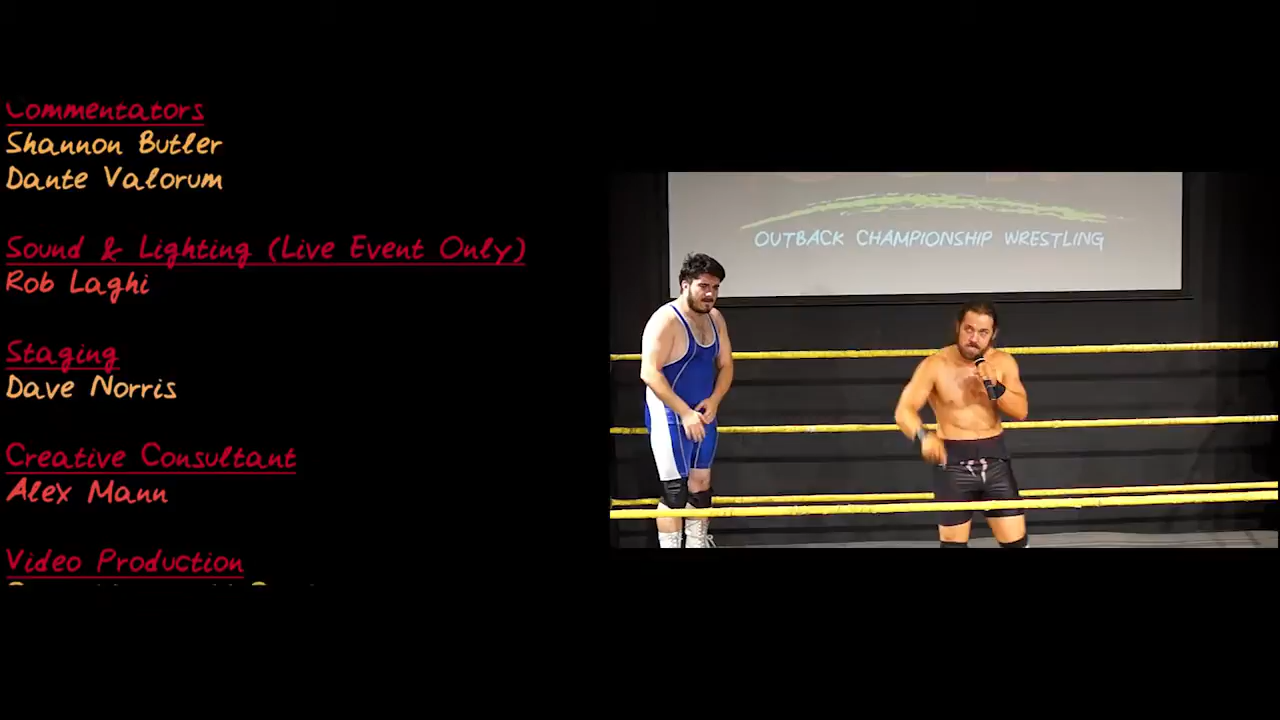 Commentators
Shannon Butler
Dante Valorum
Sound & Lighting (Live Event Only)
Rob Laghi
Staging
Dave Norris
Creative Consultant
Alex Mann
Video Production
OUTBACK CHAMPIONSHIP WRESTLING